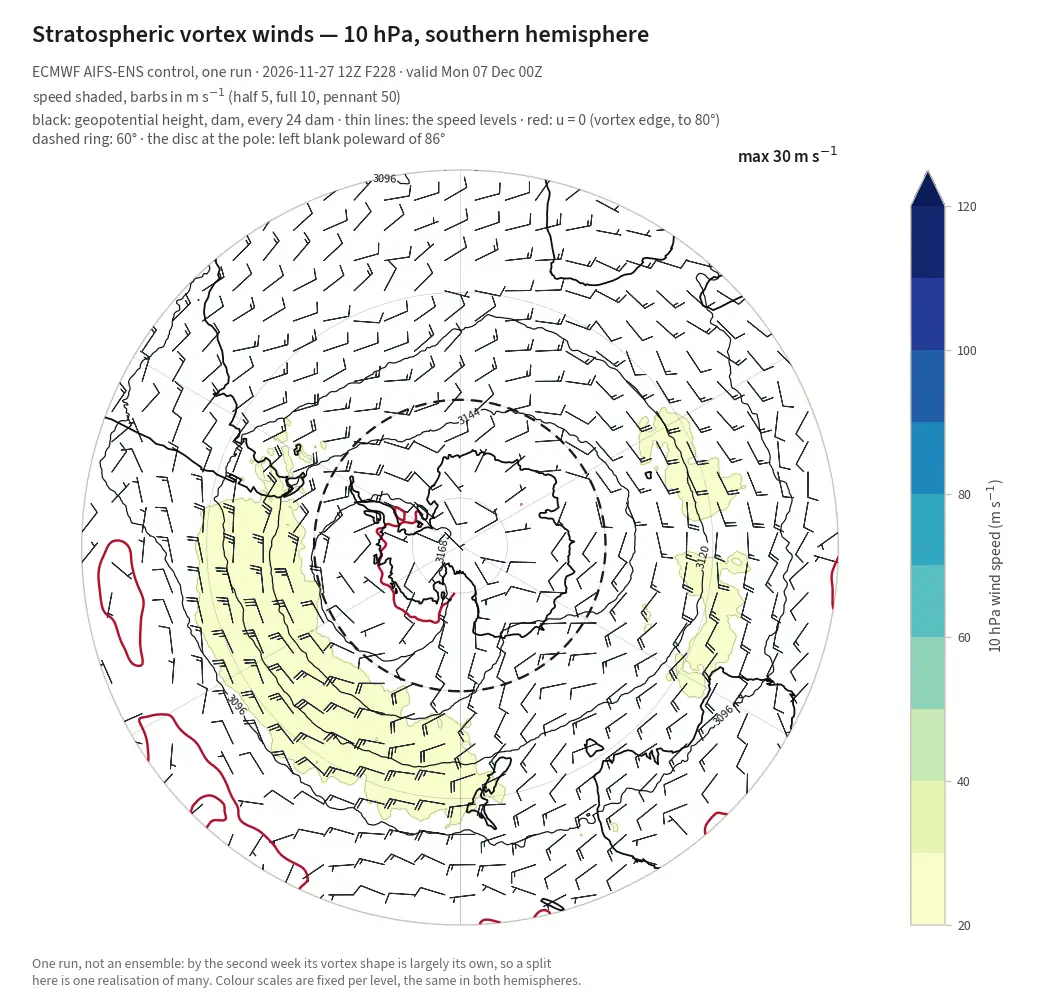 Stratospheric vortex winds — 10 hPa, southern hemisphere
ECMWF AIFS-ENS control, one run · 2026-11-27 12Z F228 · valid Mon 07 Dec 00Z
speed shaded, barbs in m s⁻¹ (half 5, full 10, pennant 50)
black: geopotential height, dam, every 24 dam · thin lines: the speed levels · red: u = 0 (vortex edge, to 80°)
dashed ring: 60° · the disc at the pole: left blank poleward of 86°
max 30 m s⁻¹
3096
3144
3168
3120
3096
3096
120
100
80
60
40
20
10 hPa wind speed (m s⁻¹)
One run, not an ensemble: by the second week its vortex shape is largely its own, so a split
here is one realisation of many. Colour scales are fixed per level, the same in both hemispheres.